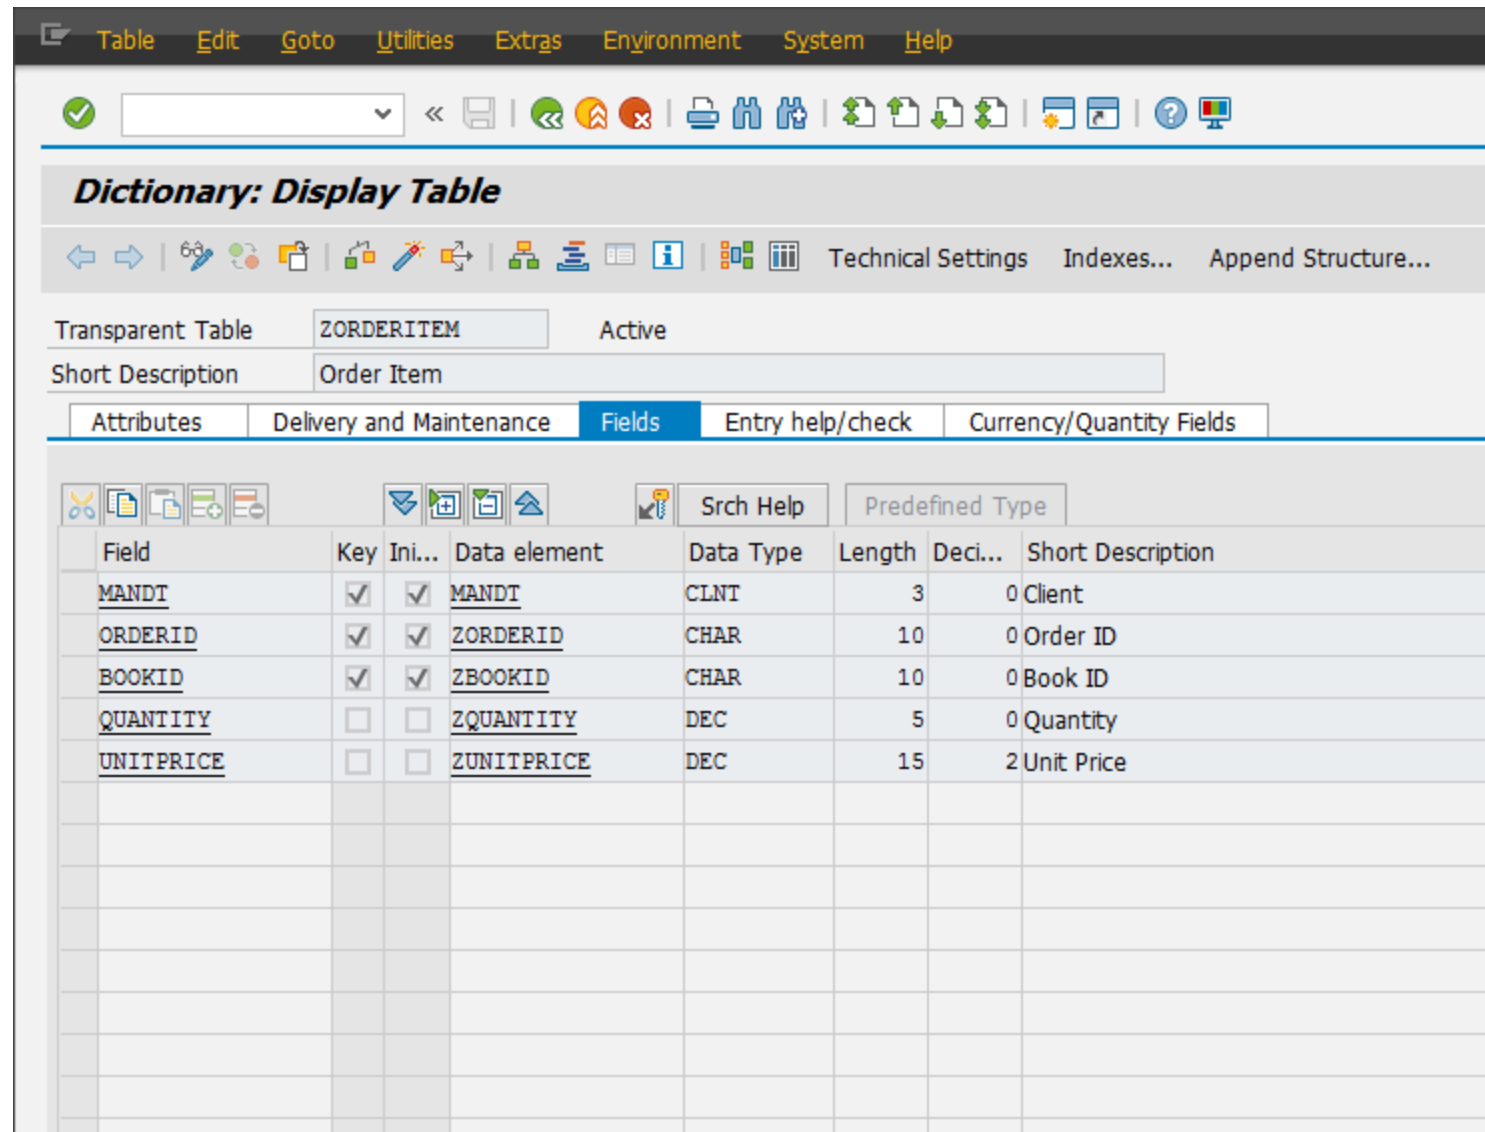 Table Edit Goto Utilities Extras Environment System Help
Dictionary: Display Table
Technical Settings Indexes... Append Structure...
Transparent Table ZORDERITEM Active
Short Description Order Item
Attributes Delivery and Maintenance Fields Entry help/check Currency/Quantity Fields
Srch Help Predefined Type
Field Key Ini... Data element Data Type Length Deci... Short Description
MANDT MANDT CLNT 3 0 Client
ORDERID ZORDERID CHAR 10 0 Order ID
BOOKID ZBOOKID CHAR 10 0 Book ID
QUANTITY ZQUANTITY DEC 5 0 Quantity
UNITPRICE ZUNITPRICE DEC 15 2 Unit Price